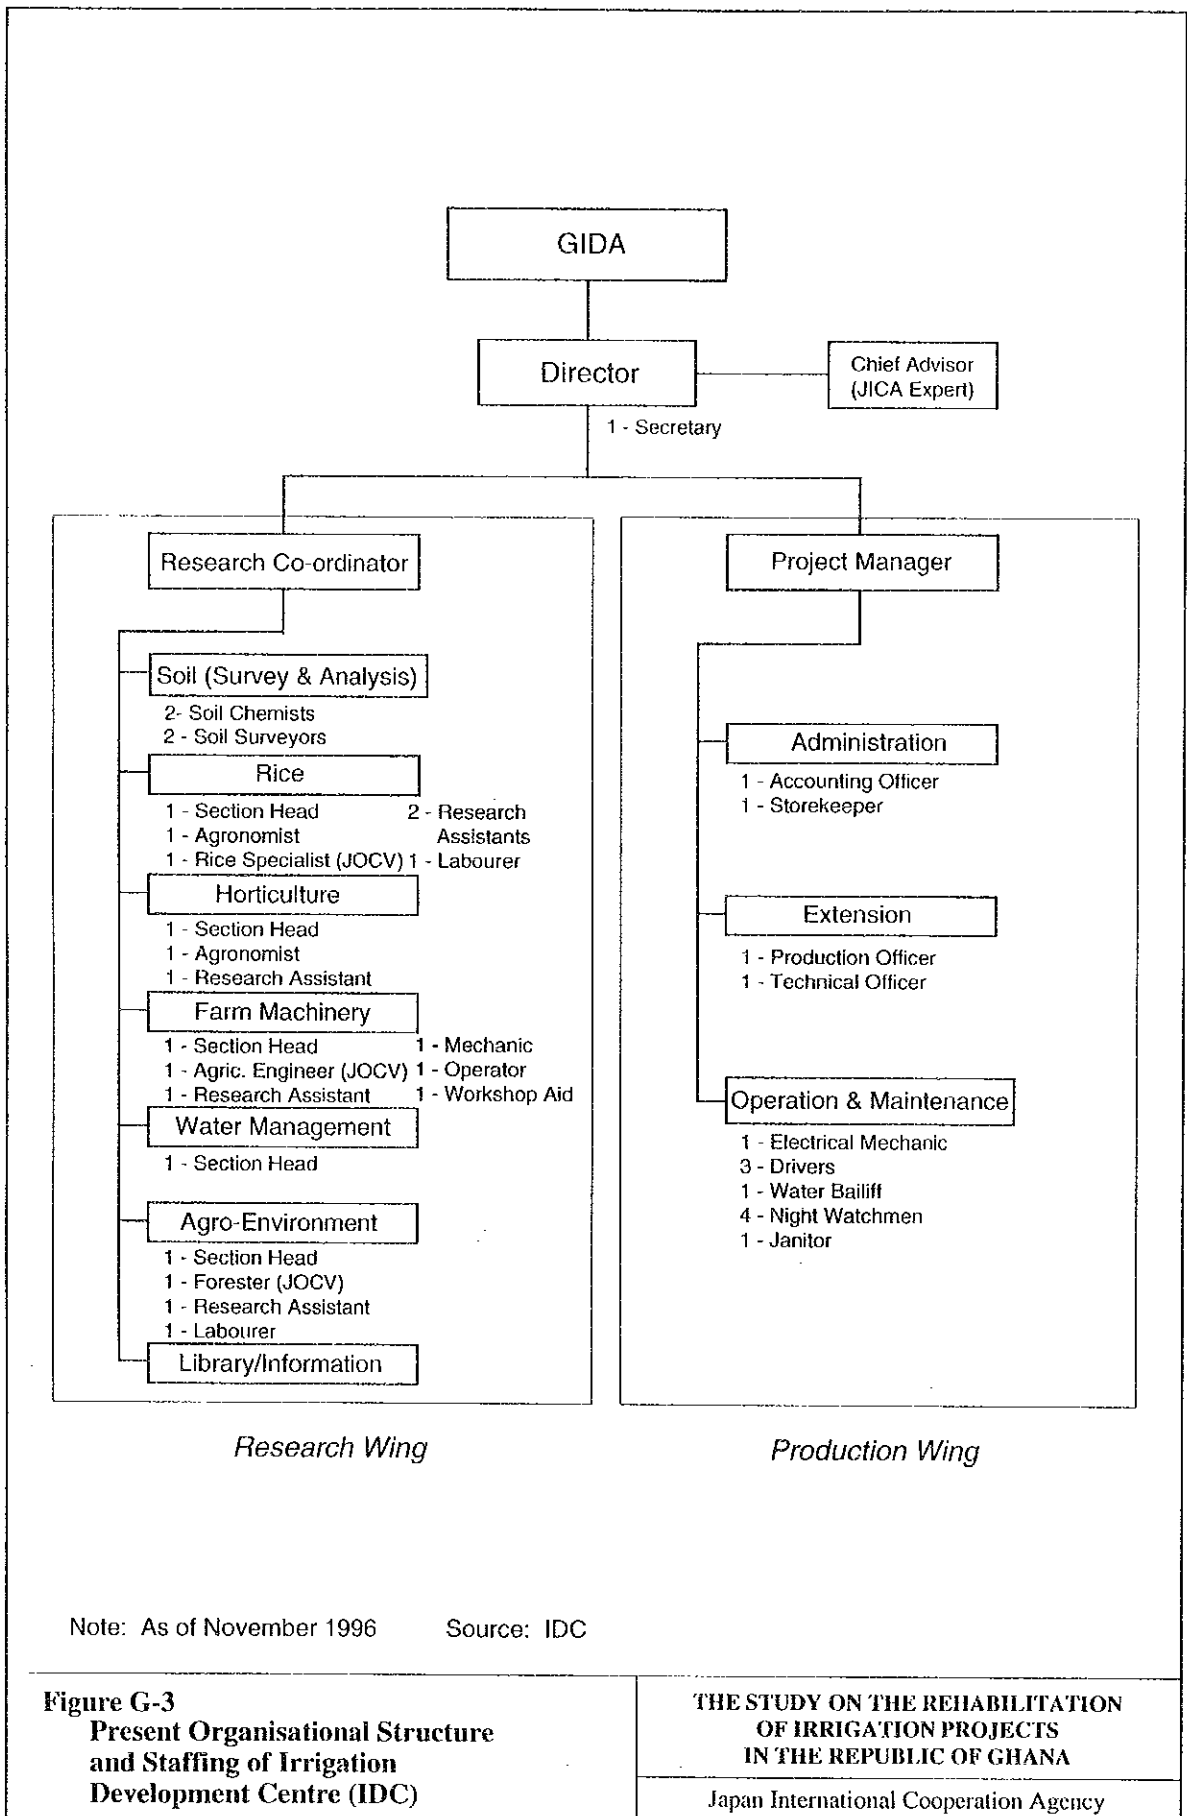 GIDA
Director
Chief Advisor
(JICA Expert)
1 - Secretary
Research Co-ordinator
Soil (Survey & Analysis)
2- Soil Chemists
2 - Soil Surveyors
Rice
1 - Section Head
1 - Agronomist
1 - Rice Specialist (JOCV)
2 - Research
Assistants
1 - Labourer
Horticulture
1 - Section Head
1 - Agronomist
1 - Research Assistant
Farm Machinery
1 - Section Head
1 - Agric. Engineer (JOCV)
1 - Research Assistant
1 - Mechanic
1 - Operator
1 - Workshop Aid
Water Management
1 - Section Head
Agro-Environment
1 - Section Head
1 - Forester (JOCV)
1 - Research Assistant
1 - Labourer
Library/Information
Research Wing
Project Manager
Administration
1 - Accounting Officer
1 - Storekeeper
Extension
1 - Production Officer
1 - Technical Officer
Operation & Maintenance
1 - Electrical Mechanic
3 - Drivers
1 - Water Bailiff
4 - Night Watchmen
1 - Janitor
Production Wing
Note: As of November 1996 Source: IDC
Figure G-3
Present Organisational Structure
and Staffing of Irrigation
Development Centre (IDC)
THE STUDY ON THE REHABILITATION
OF IRRIGATION PROJECTS
IN THE REPUBLIC OF GHANA
Japan International Cooperation Agency